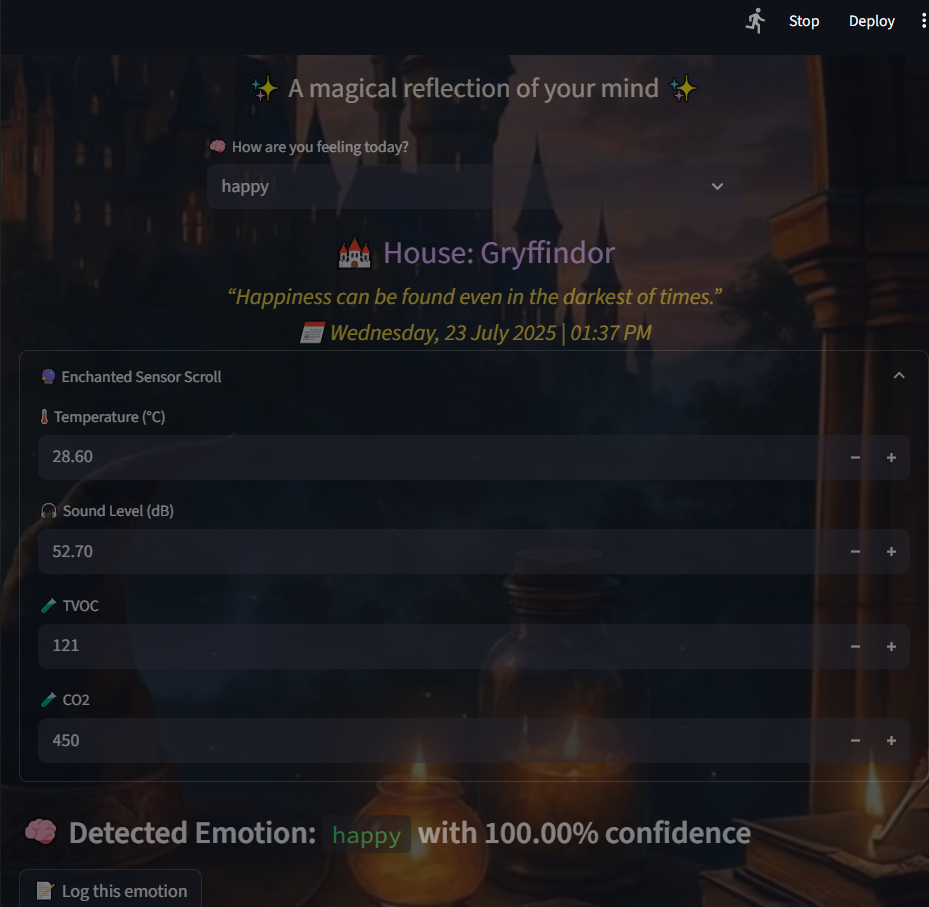 Stop Deploy
✨ A magical reflection of your mind ✨
🧠 How are you feeling today?
happy
🏰 House: Gryffindor
“Happiness can be found even in the darkest of times.”
📅 Wednesday, 23 July 2025 | 01:37 PM
🔮 Enchanted Sensor Scroll
🌡️ Temperature (°C)
28.60
🎧 Sound Level (dB)
52.70
🧪 TVOC
121
🧪 CO2
450
🧠 Detected Emotion: happy with 100.00% confidence
📝 Log this emotion